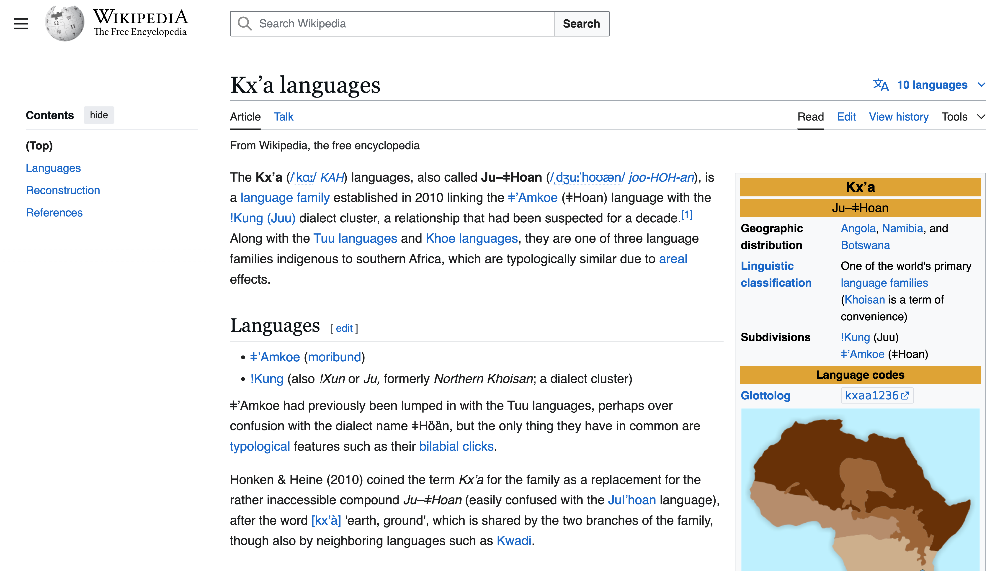 WIKIPEDIA
The Free Encyclopedia
Search Wikipedia
Search
Kx’a languages
10 languages
Contents
hide
Article
Talk
Read
Edit
View history
Tools
(Top)
Languages
Reconstruction
References
From Wikipedia, the free encyclopedia
The Kx’a (/ˈkɑː/ KAH) languages, also called Ju–ǂHoan (/ˌdʒuːˈhoʊæn/ joo-HOH-an), is
a language family established in 2010 linking the ǂ’Amkoe (ǂHoan) language with the
ǃKung (Juu) dialect cluster, a relationship that had been suspected for a decade.[1]
Along with the Tuu languages and Khoe languages, they are one of three language
families indigenous to southern Africa, which are typologically similar due to areal
effects.
Languages [ edit ]
• ǂ’Amkoe (moribund)
• ǃKung (also ǃXun or Ju, formerly Northern Khoisan; a dialect cluster)
ǂ’Amkoe had previously been lumped in with the Tuu languages, perhaps over
confusion with the dialect name ǂHȍȁn, but the only thing they have in common are
typological features such as their bilabial clicks.
Honken & Heine (2010) coined the term Kx’a for the family as a replacement for the
rather inaccessible compound Ju–ǂHoan (easily confused with the Juǀ’hoan language),
after the word [kx’à] 'earth, ground', which is shared by the two branches of the family,
though also by neighboring languages such as Kwadi.
Kx’a
Ju–ǂHoan
Geographic distribution
Angola, Namibia, and
Botswana
Linguistic classification
One of the world's primary
language families
(Khoisan is a term of
convenience)
Subdivisions
ǃKung (Juu)
ǂ’Amkoe (ǂHoan)
Language codes
Glottolog
kxaa1236